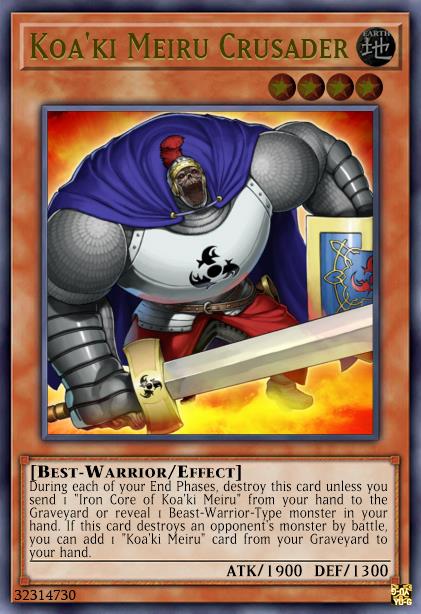 Koa'ki Meiru Crusader
EARTH
地
[Best-Warrior/Effect]
During each of your End Phases, destroy this card unless you
send 1 "Iron Core of Koa'ki Meiru" from your hand to the
Graveyard or reveal 1 Beast-Warrior-Type monster in your
hand. If this card destroys an opponent's monster by battle,
you can add 1 "Koa'ki Meiru" card from your Graveyard to
your hand.
ATK/1900 DEF/1300
32314730